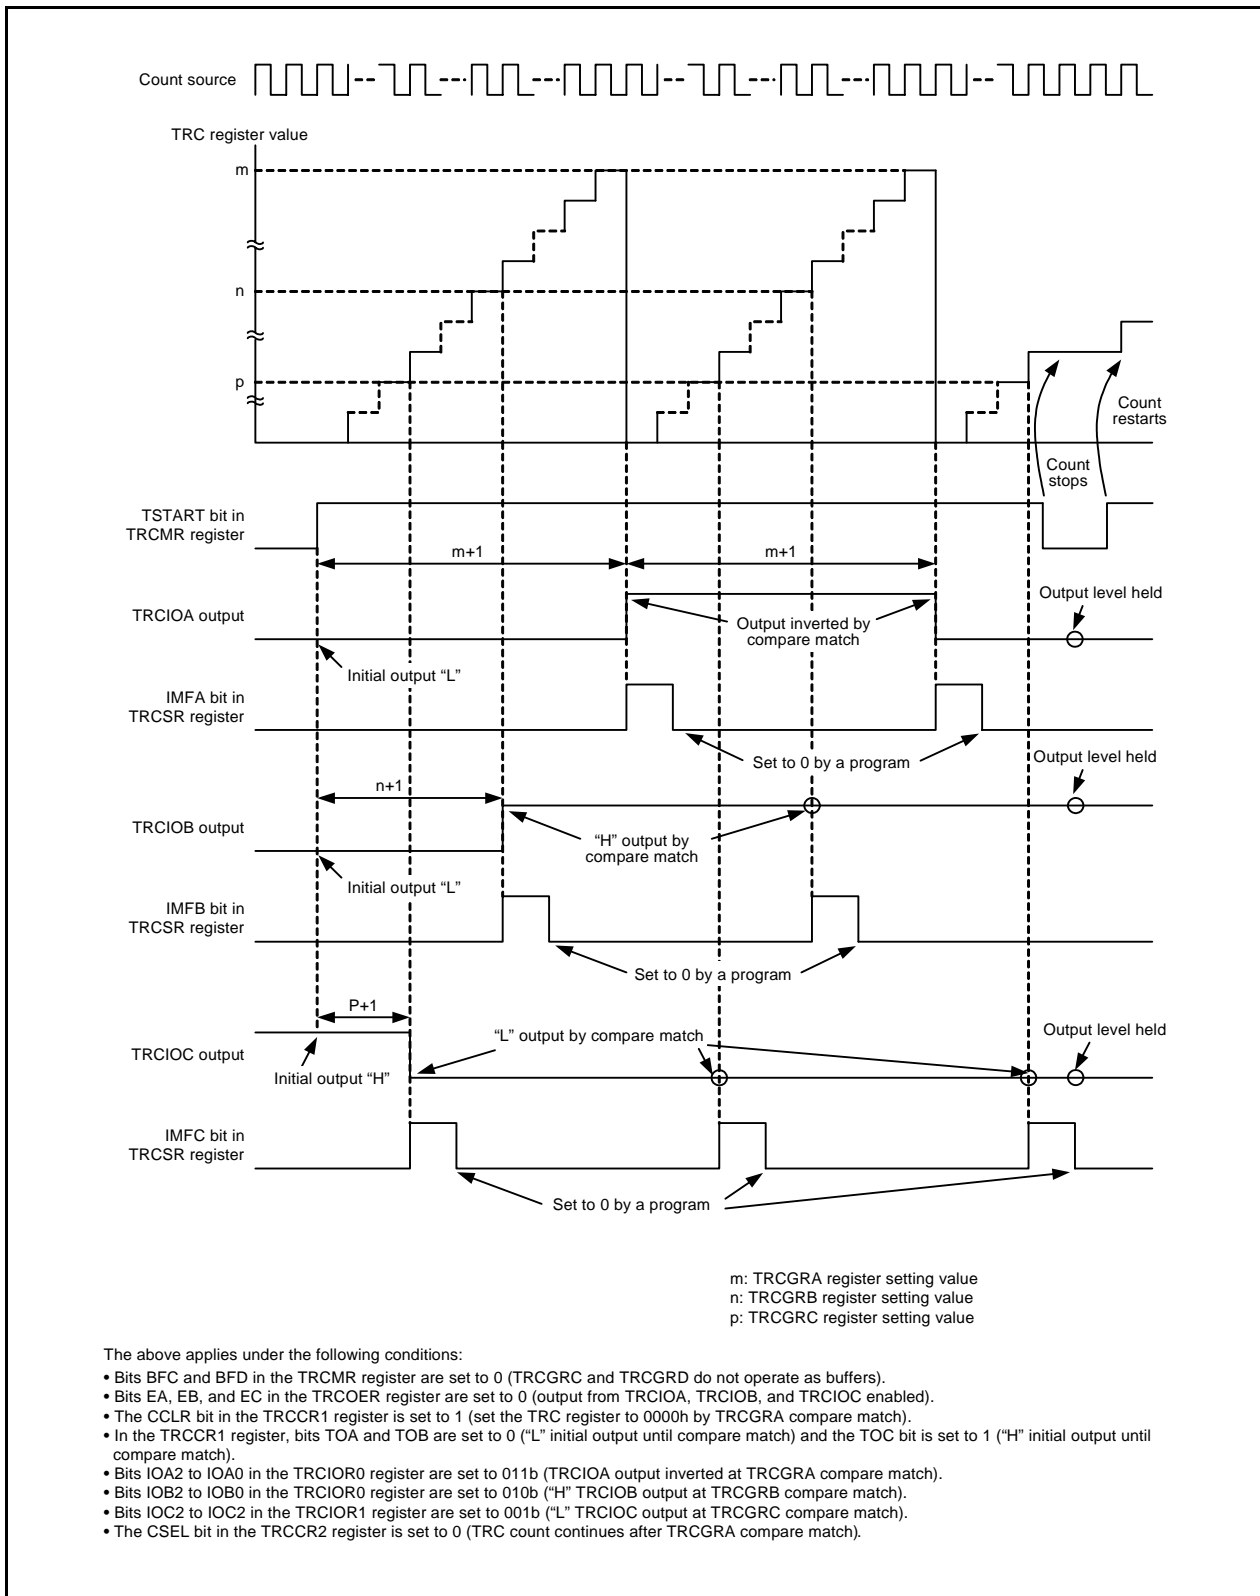 Count source
TRC register value
m
n
p
Count
restarts
Count
stops
TSTART bit in
TRCMR register
m+1
m+1
TRCIOA output
Output level held
Output inverted by
compare match
Initial output “L”
IMFA bit in
TRCSR register
Set to 0 by a program
Output level held
n+1
TRCIOB output
“H” output by
compare match
Initial output “L”
IMFB bit in
TRCSR register
Set to 0 by a program
P+1
“L” output by compare match
Output level held
TRCIOC output
Initial output “H”
IMFC bit in
TRCSR register
Set to 0 by a program
m: TRCGRA register setting value
n: TRCGRB register setting value
p: TRCGRC register setting value
The above applies under the following conditions:
• Bits BFC and BFD in the TRCMR register are set to 0 (TRCGRC and TRCGRD do not operate as buffers).
• Bits EA, EB, and EC in the TRCOER register are set to 0 (output from TRCIOA, TRCIOB, and TRCIOC enabled).
• The CCLR bit in the TRCCR1 register is set to 1 (set the TRC register to 0000h by TRCGRA compare match).
• In the TRCCR1 register, bits TOA and TOB are set to 0 (“L” initial output until compare match) and the TOC bit is set to 1 (“H” initial output until
compare match).
• Bits IOA2 to IOA0 in the TRCIOR0 register are set to 011b (TRCIOA output inverted at TRCGRA compare match).
• Bits IOB2 to IOB0 in the TRCIOR0 register are set to 010b (“H” TRCIOB output at TRCGRB compare match).
• Bits IOC2 to IOC2 in the TRCIOR1 register are set to 001b (“L” TRCIOC output at TRCGRC compare match).
• The CSEL bit in the TRCCR2 register is set to 0 (TRC count continues after TRCGRA compare match).